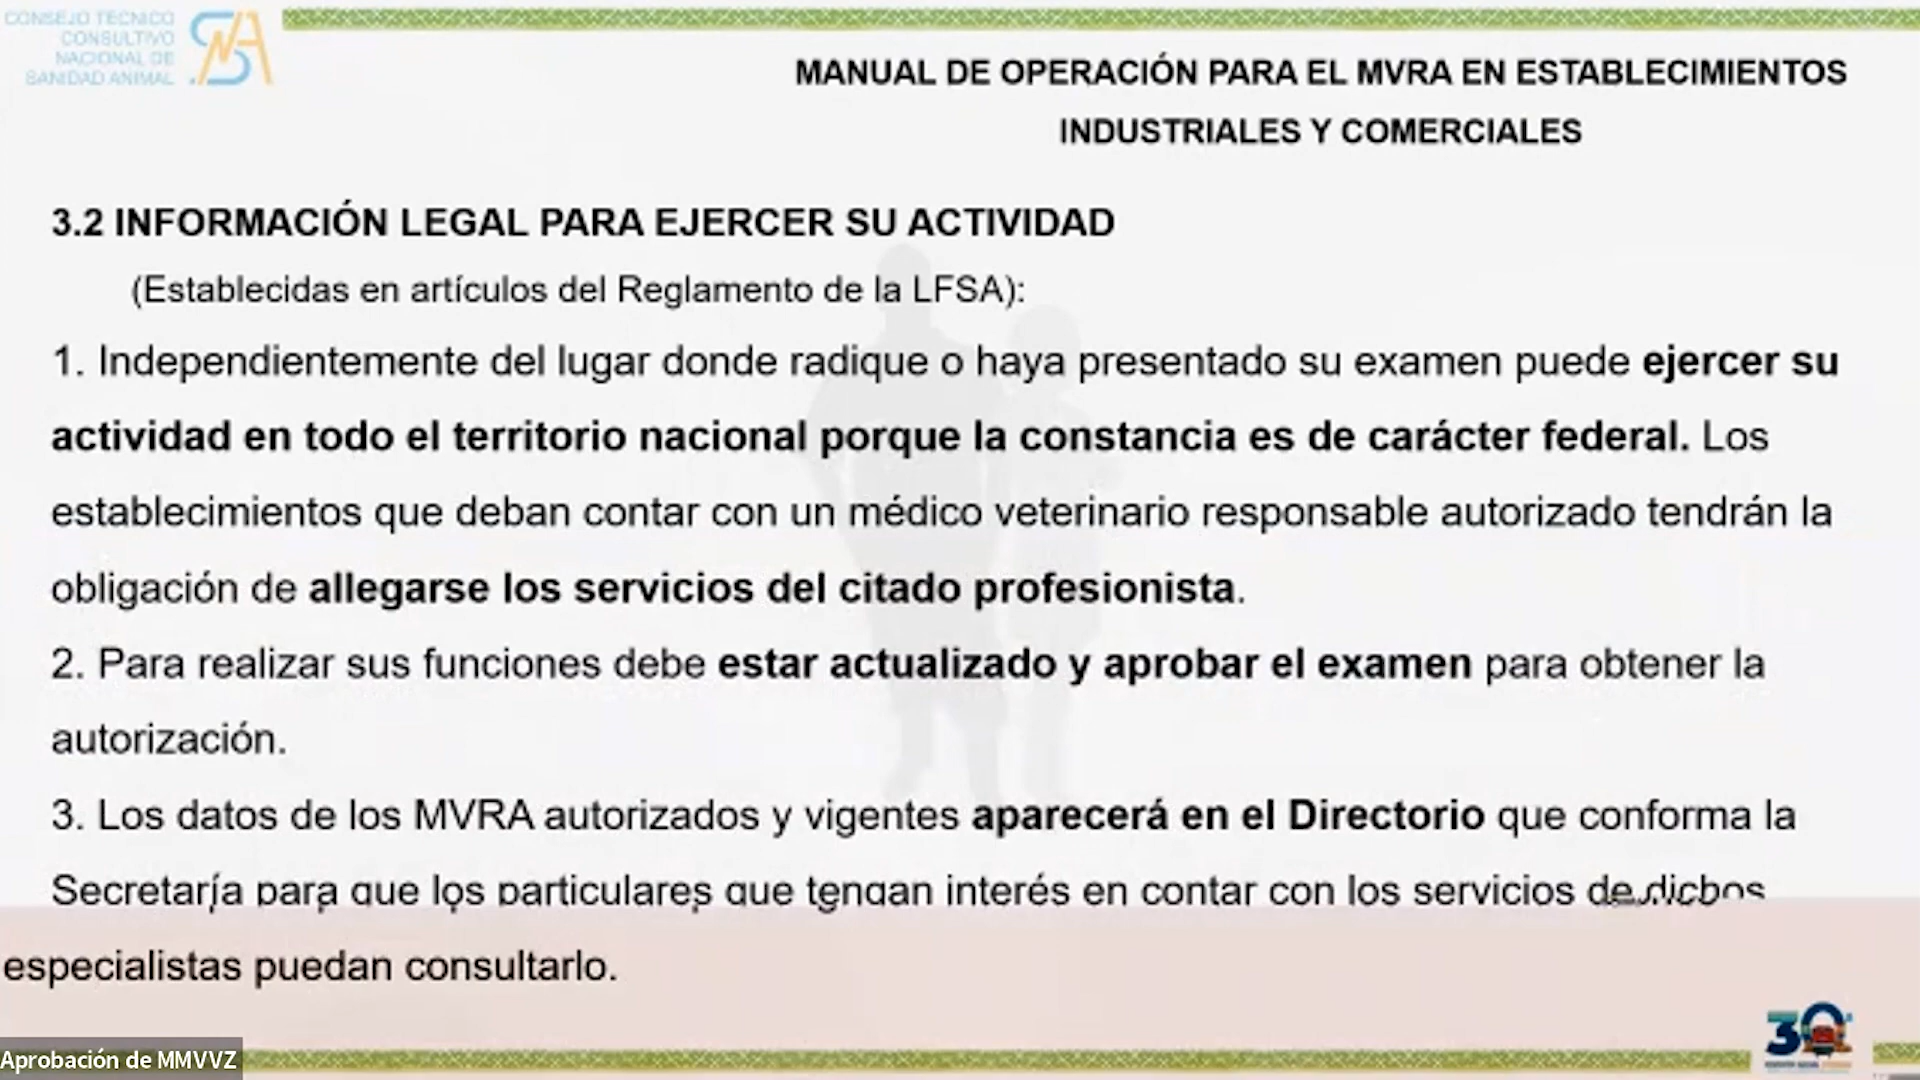 CONSEJO TECNICO
CONSULTIVO
NACIONAL DE
SANIDAD ANIMAL
MANUAL DE OPERACIÓN PARA EL MVRA EN ESTABLECIMIENTOS
INDUSTRIALES Y COMERCIALES
3.2 INFORMACIÓN LEGAL PARA EJERCER SU ACTIVIDAD
(Establecidas en artículos del Reglamento de la LFSA):
1. Independientemente del lugar donde radique o haya presentado su examen puede ejercer su
actividad en todo el territorio nacional porque la constancia es de carácter federal. Los
establecimientos que deban contar con un médico veterinario responsable autorizado tendrán la
obligación de allegarse los servicios del citado profesionista.
2. Para realizar sus funciones debe estar actualizado y aprobar el examen para obtener la
autorización.
3. Los datos de los MVRA autorizados y vigentes aparecerá en el Directorio que conforma la
Secretaría para que los particulares que tengan interés en contar con los servicios de dichos
especialistas puedan consultarlo.
30
Aprobación de MMVVZ